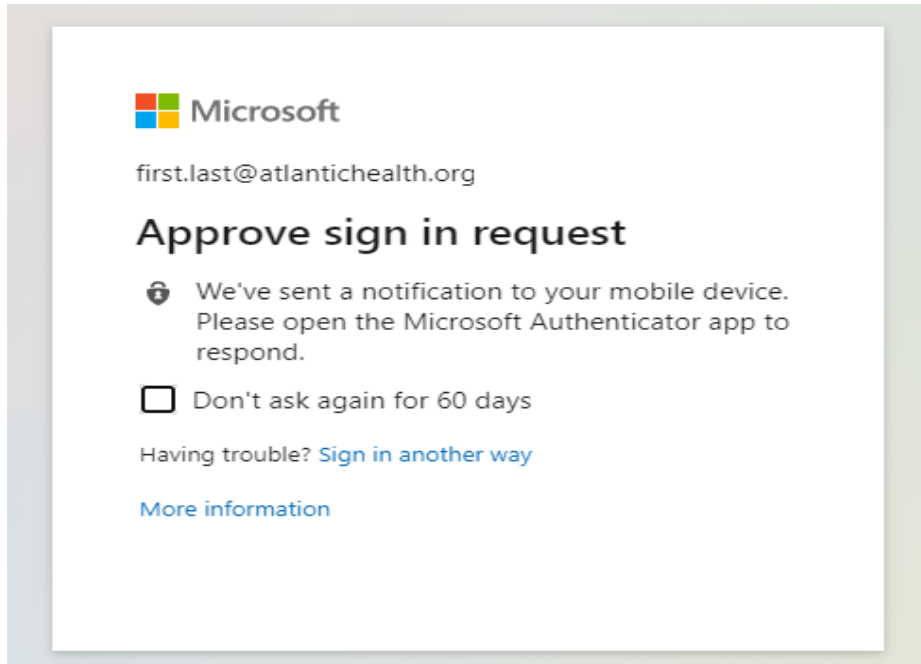 Microsoft
first.last@atlantichealth.org
Approve sign in request
We've sent a notification to your mobile device.
Please open the Microsoft Authenticator app to
respond.
Don't ask again for 60 days
Having trouble? Sign in another way
More information